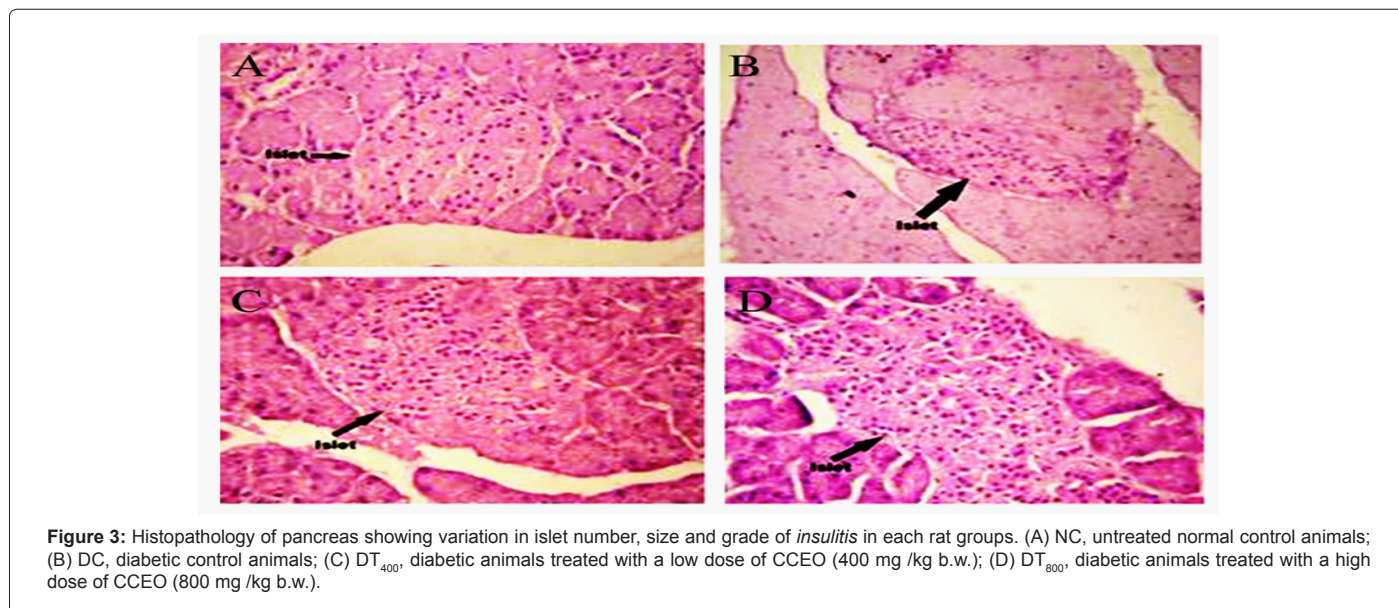 A
B
Islet
Islet
C
D
Islet
Islet
Figure 3: Histopathology of pancreas showing variation in islet number, size and grade of insulitis in each rat groups. (A) NC, untreated normal control animals;
(B) DC, diabetic control animals; (C) DT400, diabetic animals treated with a low dose of CCEO (400 mg /kg b.w.); (D) DT800, diabetic animals treated with a high
dose of CCEO (800 mg /kg b.w.).